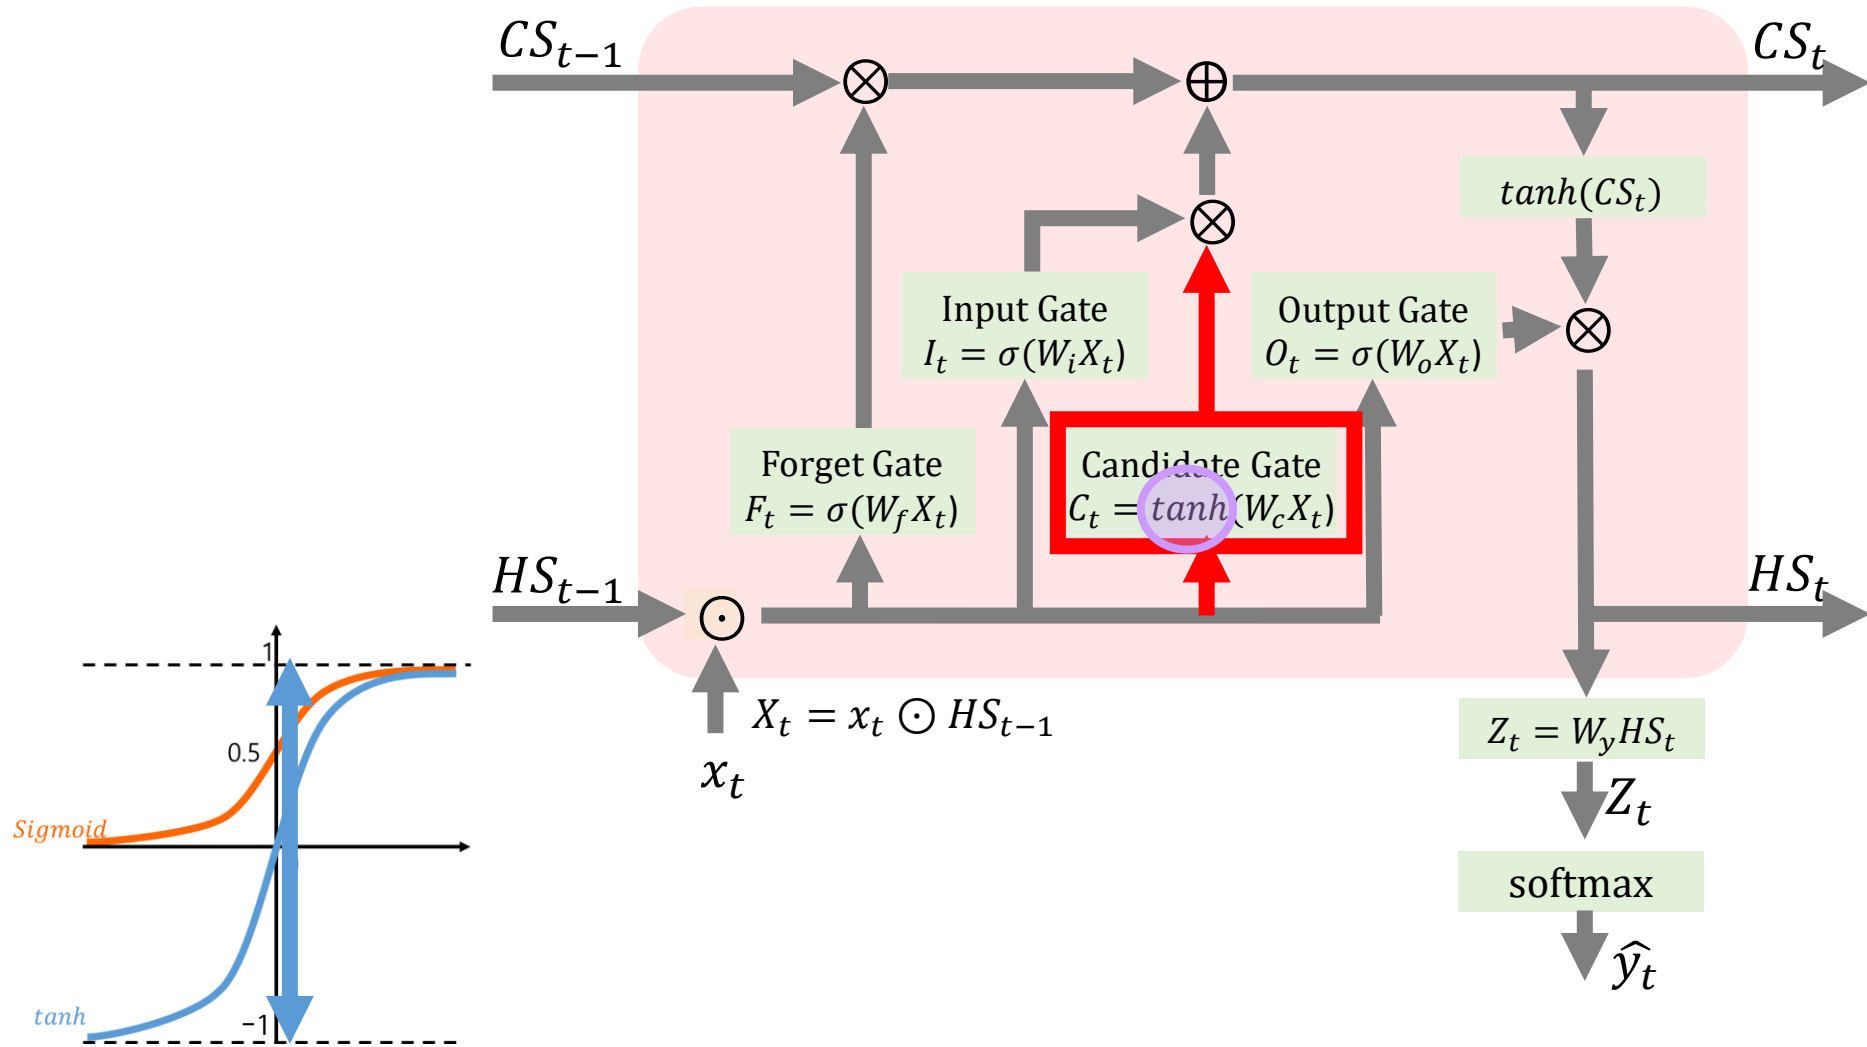 CS_{t-1}
CS_t
tanh(CS_t)
Input Gate
I_t = σ(W_i X_t)
Output Gate
O_t = σ(W_o X_t)
Forget Gate
F_t = σ(W_f X_t)
Candidate Gate
C_t = tanh(W_c X_t)
HS_{t-1}
HS_t
X_t = x_t ⊙ HS_{t-1}
x_t
Z_t = W_y HS_t
Z_t
softmax
ŷ_t
1
0.5
Sigmoid
tanh
−1